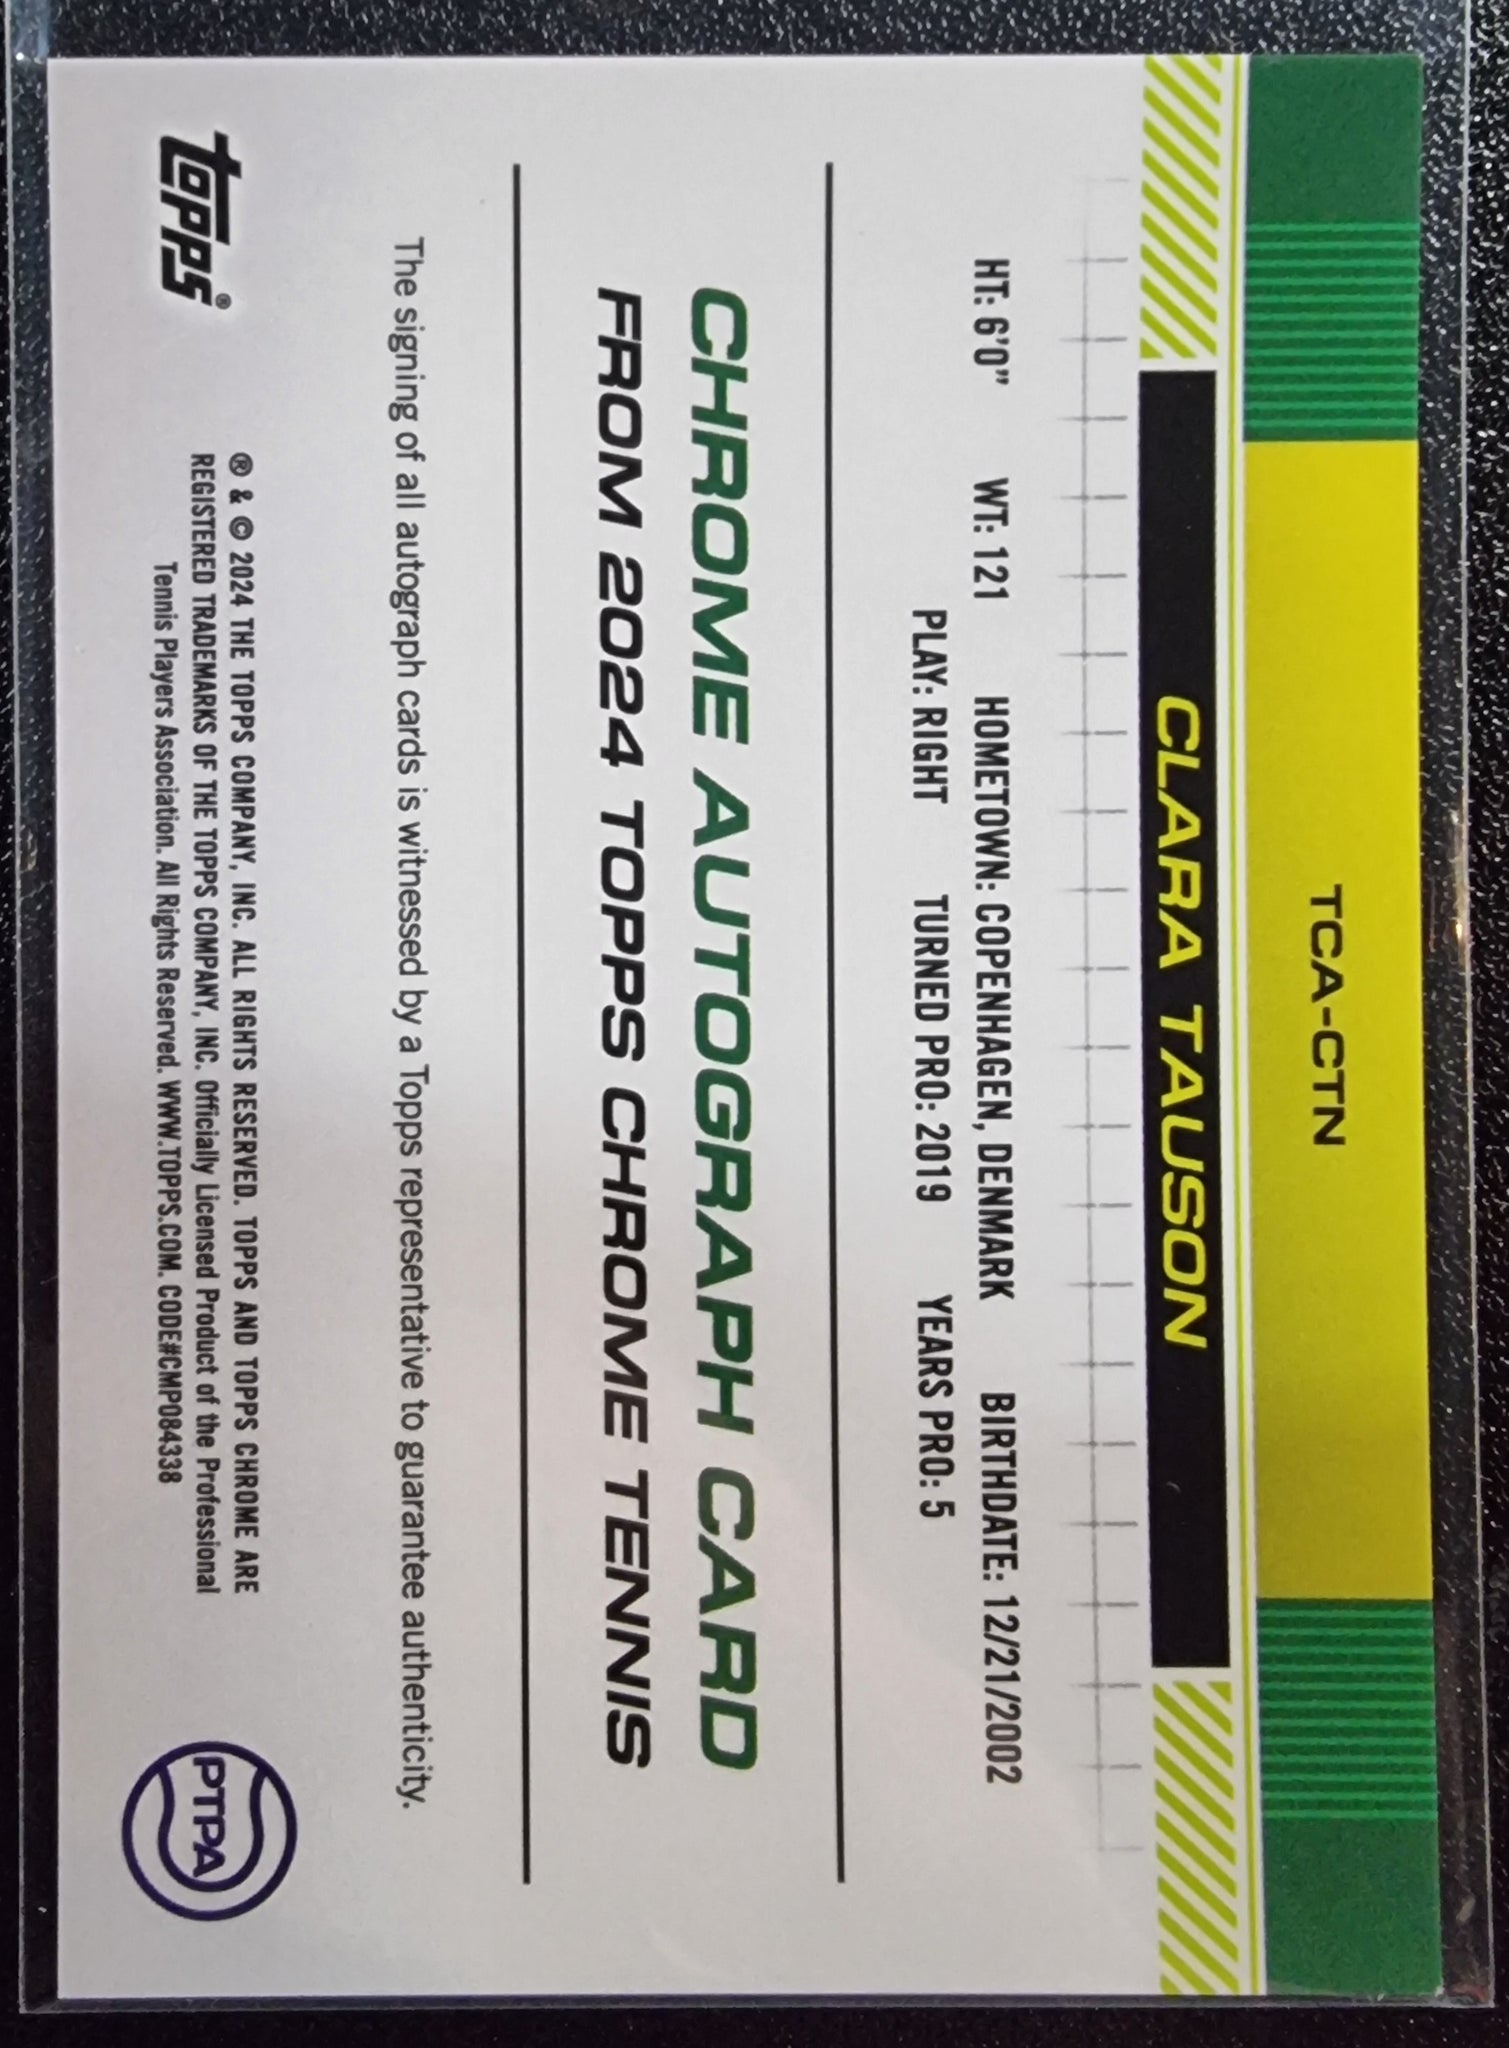 TCA-CTN
CLARA TAUSON
HT: 6'0" WT: 121 HOMETOWN: COPENHAGEN, DENMARK BIRTHDATE: 12/21/2002
PLAY: RIGHT TURNED PRO: 2019 YEARS PRO: 5
CHROME AUTOGRAPH CARD
FROM 2024 TOPPS CHROME TENNIS
The signing of all autograph cards is witnessed by a Topps representative to guarantee authenticity.
topps®
® & © 2024 THE TOPPS COMPANY, INC. ALL RIGHTS RESERVED. TOPPS AND TOPPS CHROME ARE
REGISTERED TRADEMARKS OF THE TOPPS COMPANY, INC. Officially Licensed Product of the Professional
Tennis Players Association. All Rights Reserved. WWW.TOPPS.COM. CODE#CMP084338
PTPA